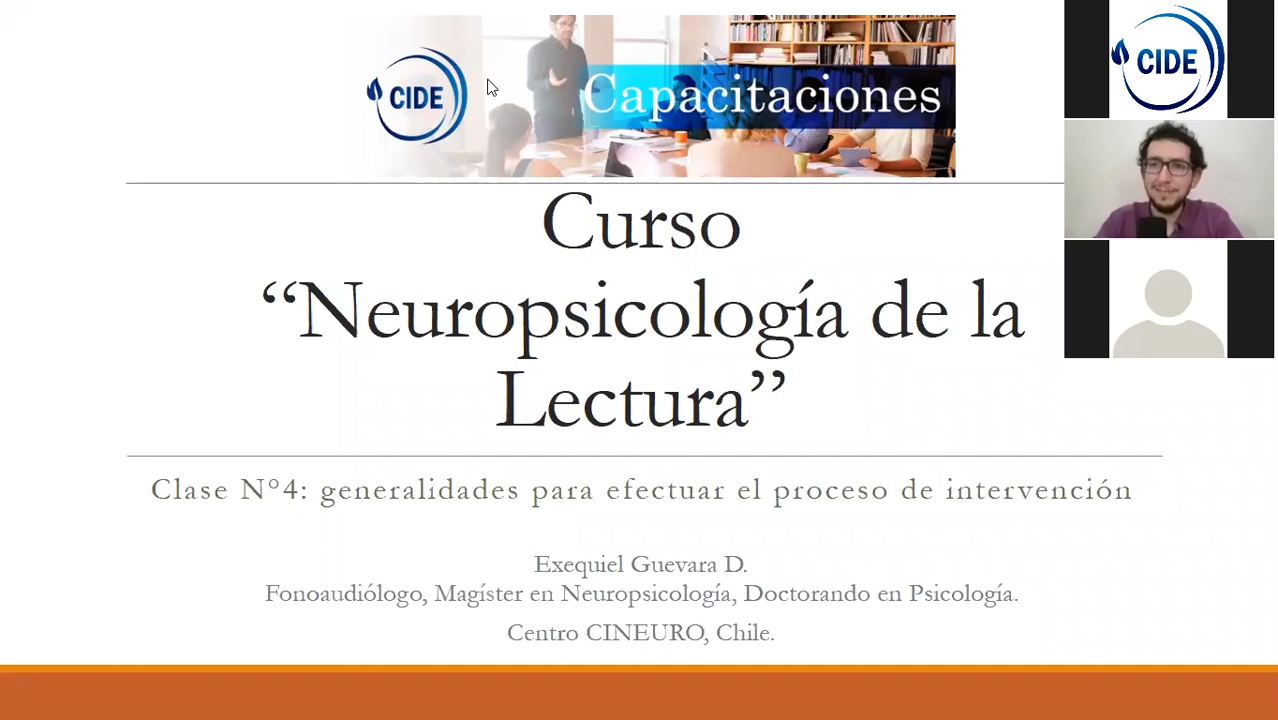 CIDE
Capacitaciones
CIDE
Curso
“Neuropsicología de la
Lectura”
Clase N°4: generalidades para efectuar el proceso de intervención
Exequiel Guevara D.
Fonoaudiólogo, Magíster en Neuropsicología, Doctorando en Psicología.
Centro CINEURO, Chile.